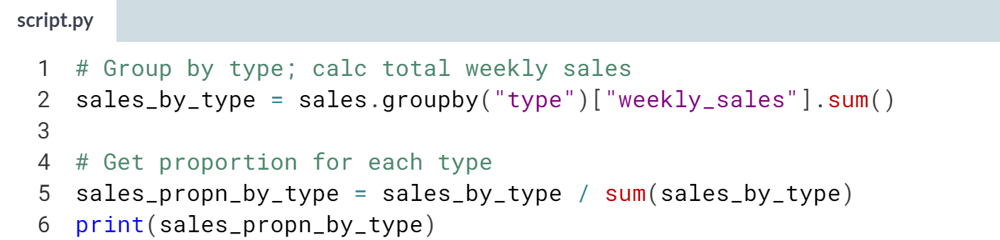 script.py
1 # Group by type; calc total weekly sales
2 sales_by_type = sales.groupby("type")["weekly_sales"].sum()
3
4 # Get proportion for each type
5 sales_propn_by_type = sales_by_type / sum(sales_by_type)
6 print(sales_propn_by_type)